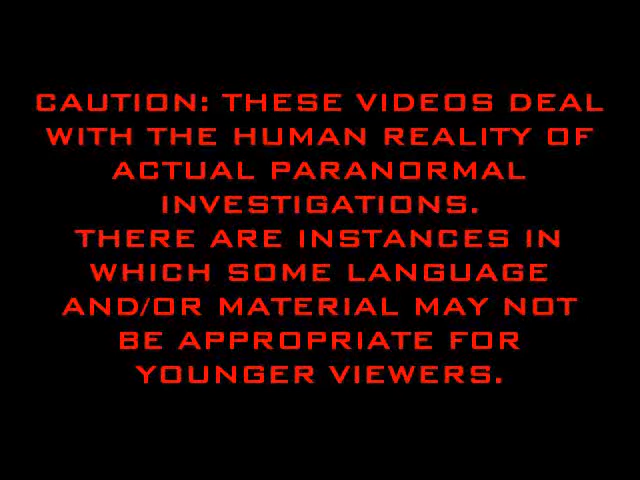 CAUTION: THESE VIDEOS DEAL
WITH THE HUMAN REALITY OF
ACTUAL PARANORMAL
INVESTIGATIONS.
THERE ARE INSTANCES IN
WHICH SOME LANGUAGE
AND/OR MATERIAL MAY NOT
BE APPROPRIATE FOR
YOUNGER VIEWERS.